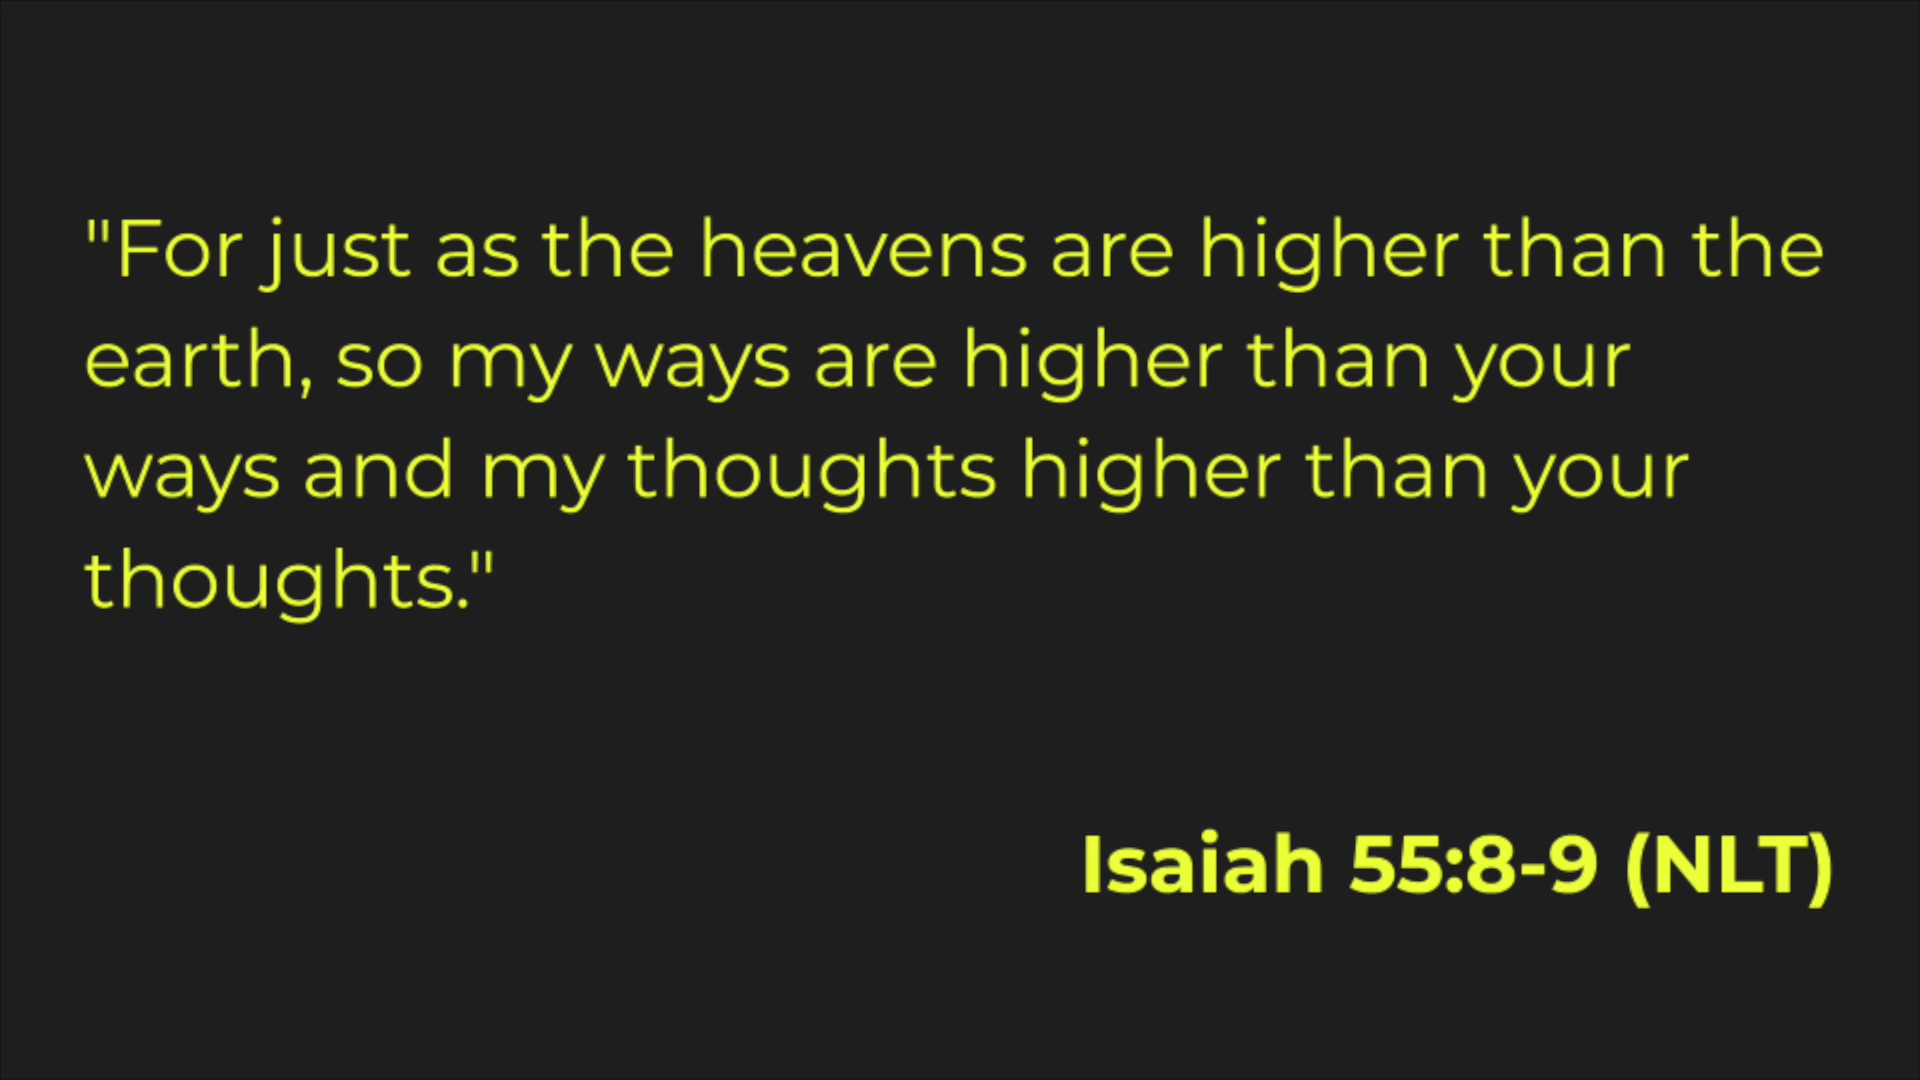 "For just as the heavens are higher than the
earth, so my ways are higher than your
ways and my thoughts higher than your
thoughts."
Isaiah 55:8-9 (NLT)